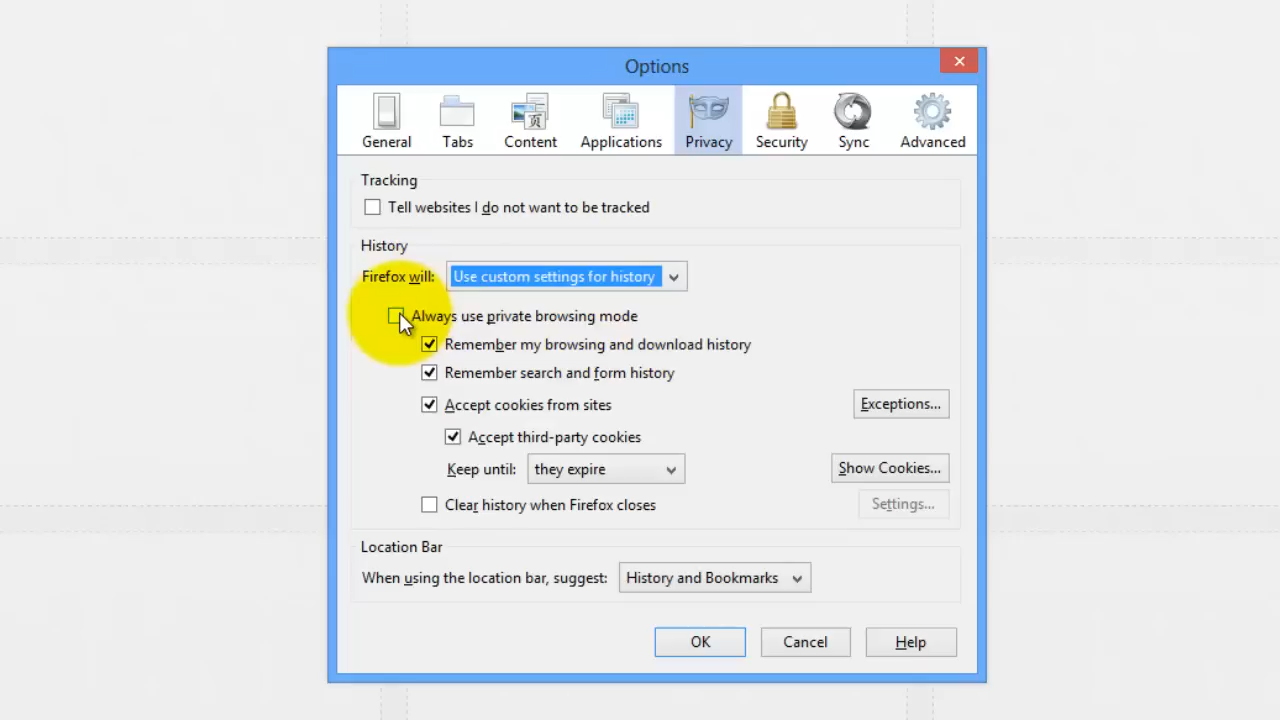 Options
General Tabs Content Applications Privacy Security Sync Advanced
Tracking
Tell websites I do not want to be tracked
History
Firefox will: Use custom settings for history
Always use private browsing mode
Remember my browsing and download history
Remember search and form history
Accept cookies from sites Exceptions...
Accept third-party cookies
Keep until: they expire Show Cookies...
Clear history when Firefox closes Settings...
Location Bar
When using the location bar, suggest: History and Bookmarks
OK Cancel Help